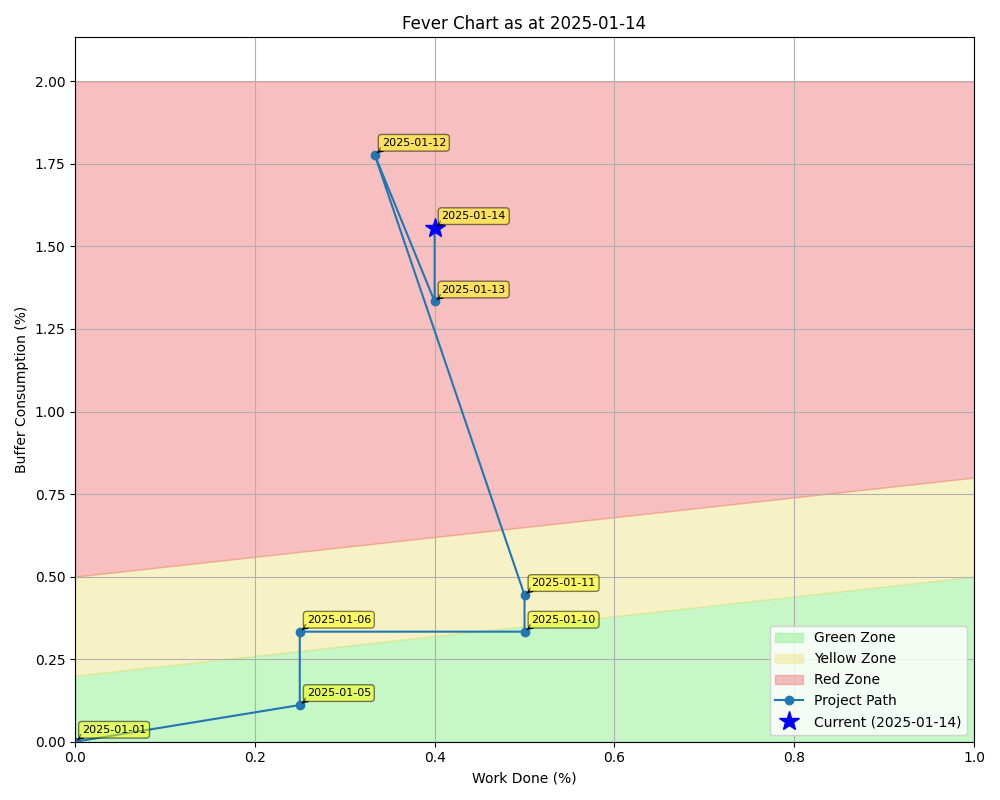 Fever Chart as at 2025-01-14
Buffer Consumption (%)
2.00
1.75
1.50
1.25
1.00
0.75
0.50
0.25
0.00
2025-01-12
2025-01-14
2025-01-13
2025-01-11
2025-01-06
2025-01-10
2025-01-05
2025-01-01
Green Zone
Yellow Zone
Red Zone
Project Path
Current (2025-01-14)
0.0
0.2
0.4
0.6
0.8
1.0
Work Done (%)